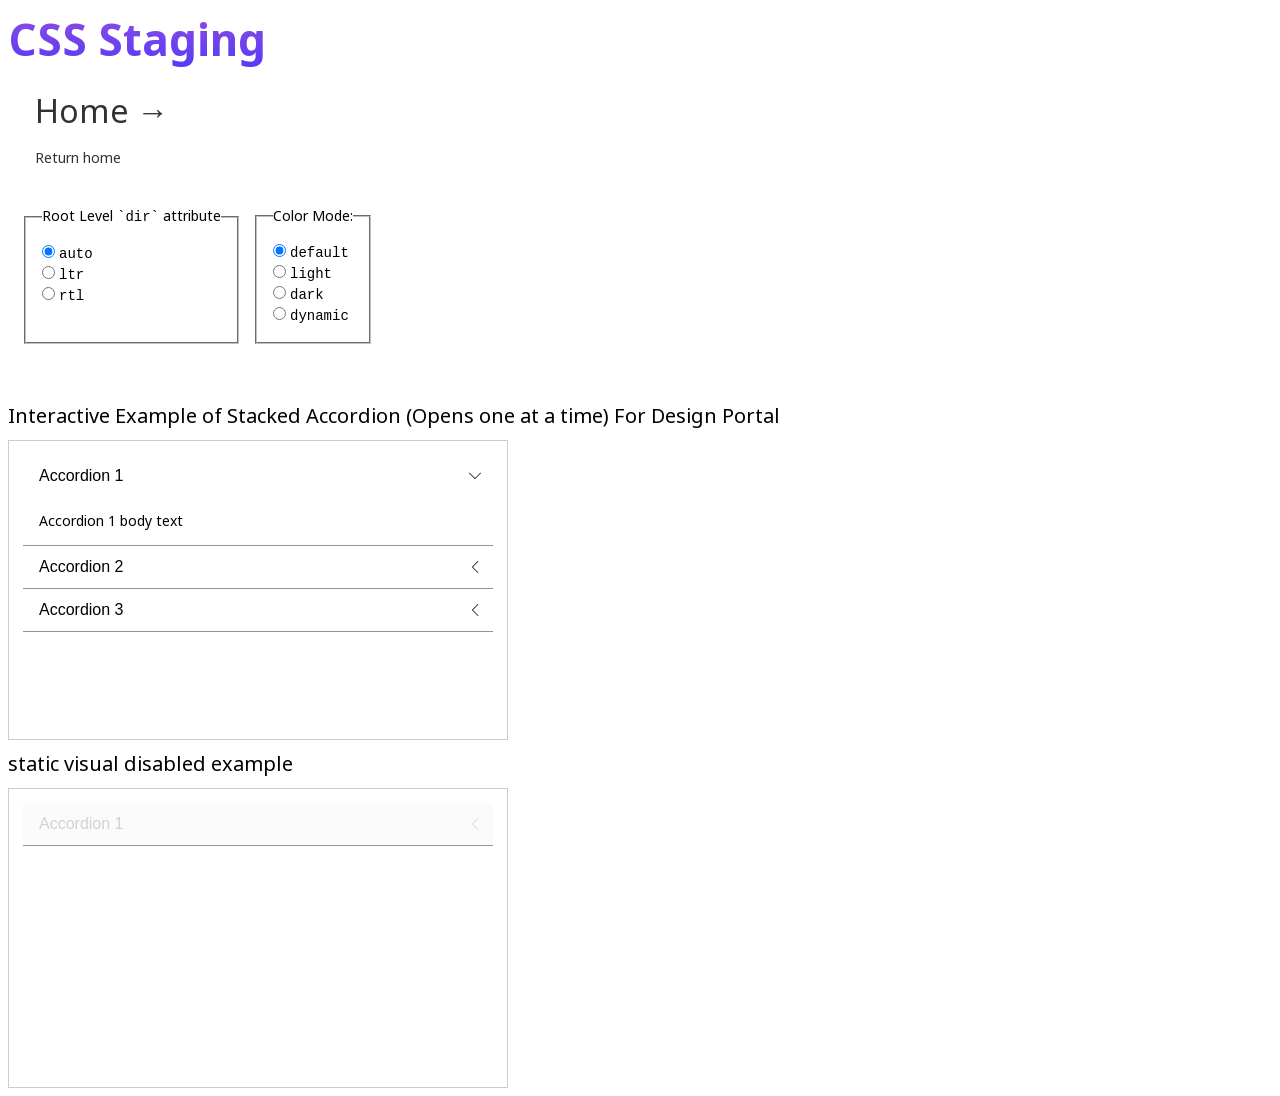 CSS Staging
Home →
Return home
Root Level `dir` attribute
auto
ltr
rtl
Color Mode:
default
light
dark
dynamic
Interactive Example of Stacked Accordion (Opens one at a time) For Design Portal
Accordion 1
Accordion 1 body text
Accordion 2
Accordion 3
static visual disabled example
Accordion 1